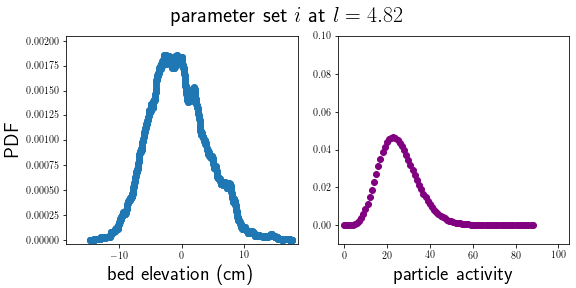 parameter set i at l = 4.82
PDF
0.00200
0.00175
0.00150
0.00125
0.00100
0.00075
0.00050
0.00025
0.00000
−10 0 10
bed elevation (cm)
0.10
0.08
0.06
0.04
0.02
0.00
0 20 40 60 80 100
particle activity